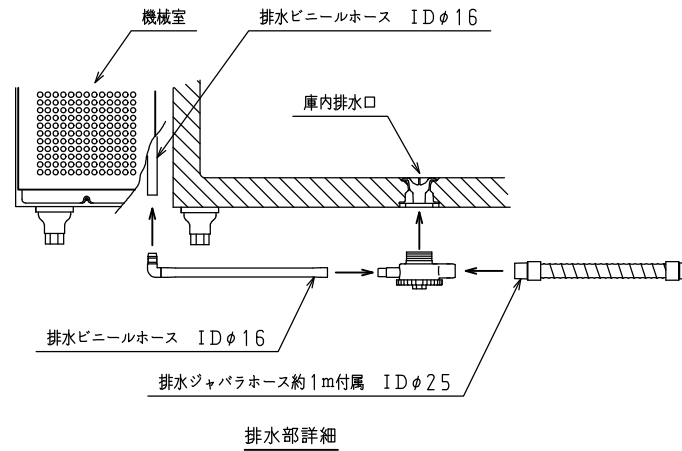 機械室
排水ビニールホース　IDφ16
庫内排水口
排水ビニールホース　IDφ16
排水ジャバラホース約1m付属　IDφ25
排水部詳細